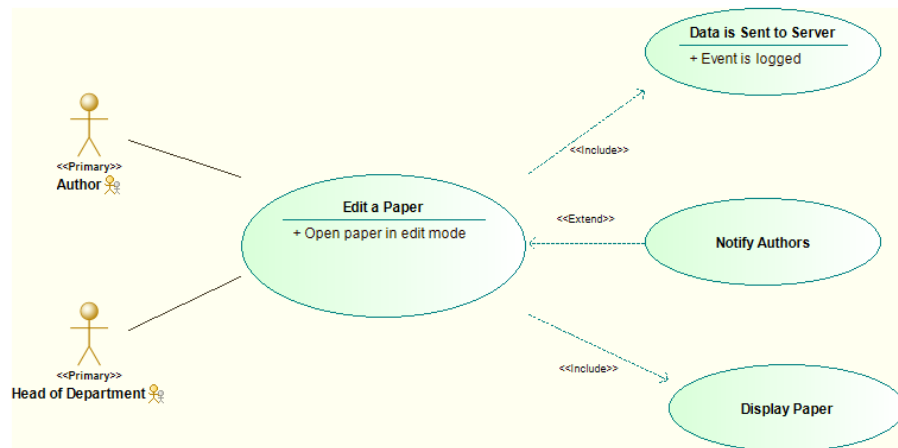 Data is Sent to Server
+ Event is logged
<<Include>>
<<Primary>>
Author
Edit a Paper
+ Open paper in edit mode
<<Extend>>
Notify Authors
<<Primary>>
Head of Department
<<Include>>
Display Paper